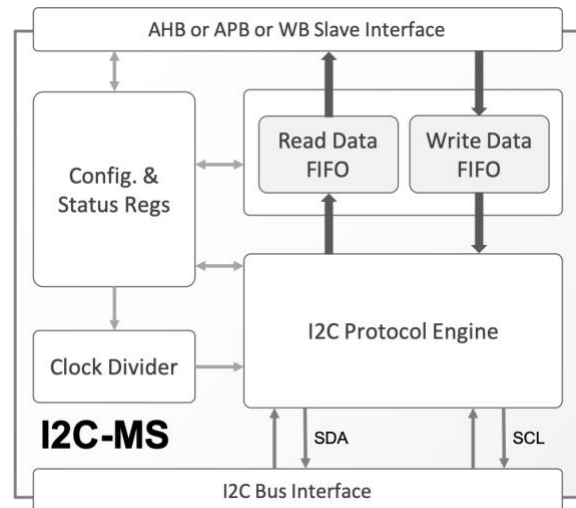 AHB or APB or WB Slave Interface
Config. &
Status Regs
Read Data
FIFO
Write Data
FIFO
I2C Protocol Engine
Clock Divider
I2C-MS
SDA
SCL
I2C Bus Interface